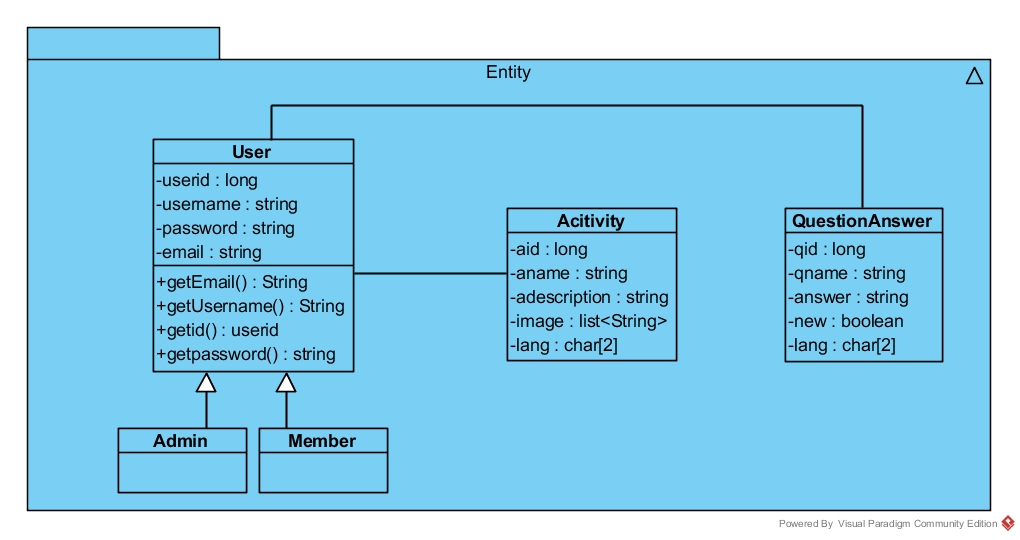 Entity
User
-userid : long
-username : string
-password : string
-email : string
+getEmail() : String
+getUsername() : String
+getid() : userid
+getpassword() : string
Acitivity
-aid : long
-aname : string
-adescription : string
-image : list<String>
-lang : char[2]
QuestionAnswer
-qid : long
-qname : string
-answer : string
-new : boolean
-lang : char[2]
Admin
Member
Powered By Visual Paradigm Community Edition